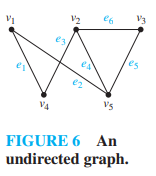 v1 v2 e6 v3
e3
e1 e4 e5
e2
v4 v5
FIGURE 6 An
undirected graph.